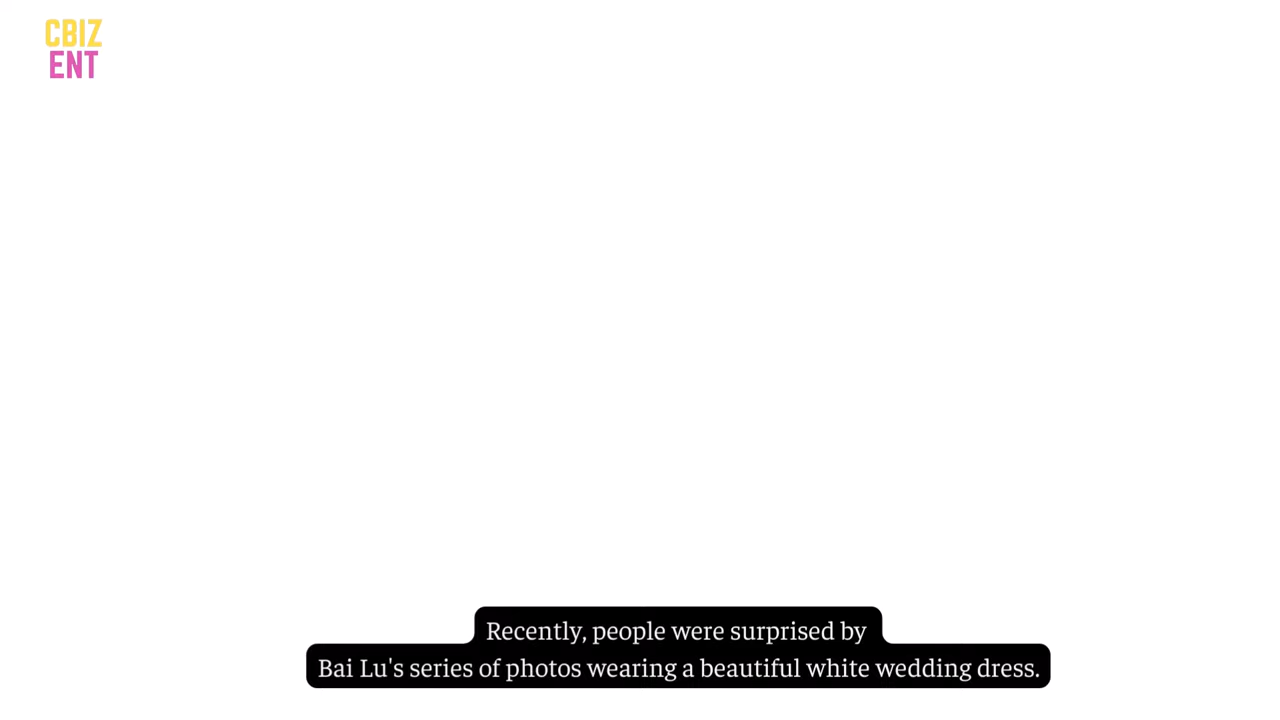 CBIZ
ENT
Recently, people were surprised by
Bai Lu's series of photos wearing a beautiful white wedding dress.